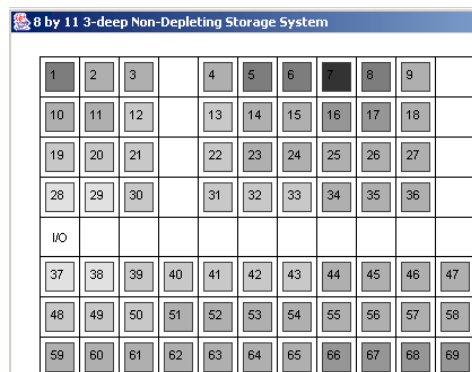 8 by 11 3-deep Non-Depleting Storage System
1 2 3 4 5 6 7 8 9
10 11 12 13 14 15 16 17 18
19 20 21 22 23 24 25 26 27
28 29 30 31 32 33 34 35 36
I/O
37 38 39 40 41 42 43 44 45 46 47
48 49 50 51 52 53 54 55 56 57 58
59 60 61 62 63 64 65 66 67 68 69